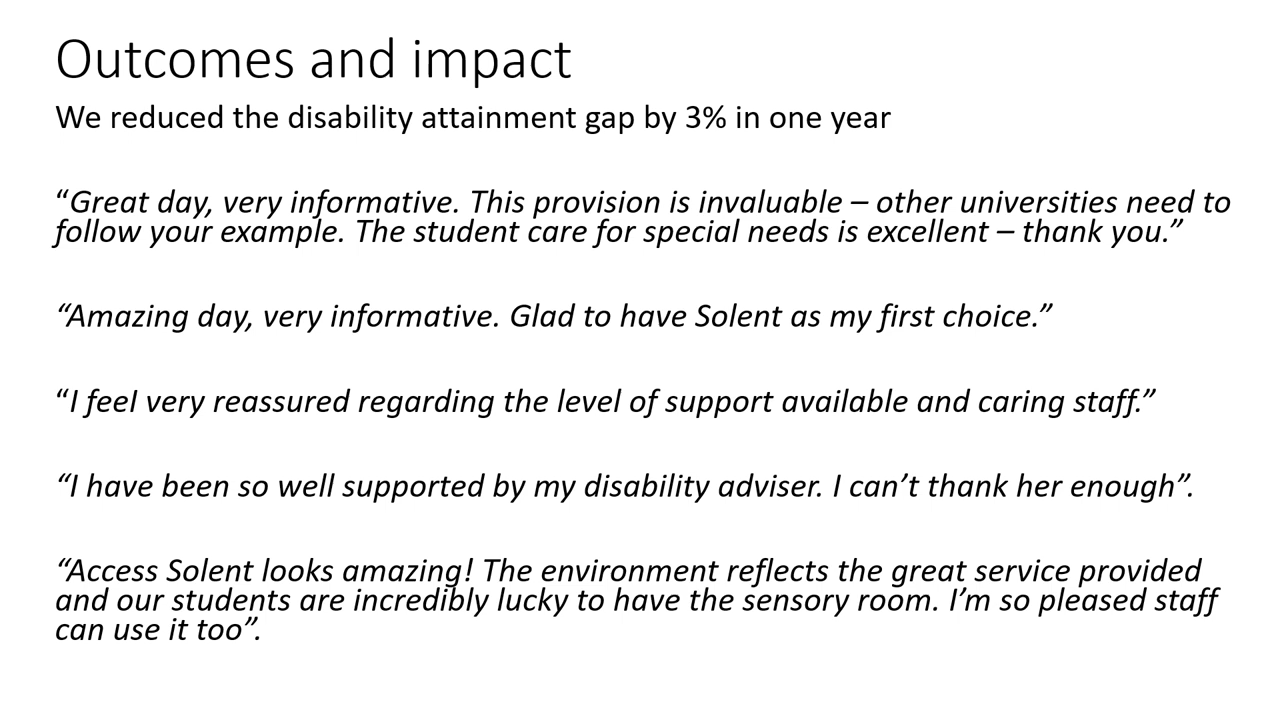 Outcomes and impact
We reduced the disability attainment gap by 3% in one year
“Great day, very informative. This provision is invaluable – other universities need to
follow your example. The student care for special needs is excellent – thank you.”
“Amazing day, very informative. Glad to have Solent as my first choice.”
“I feel very reassured regarding the level of support available and caring staff.”
“I have been so well supported by my disability adviser. I can’t thank her enough”.
“Access Solent looks amazing! The environment reflects the great service provided
and our students are incredibly lucky to have the sensory room. I’m so pleased staff
can use it too”.